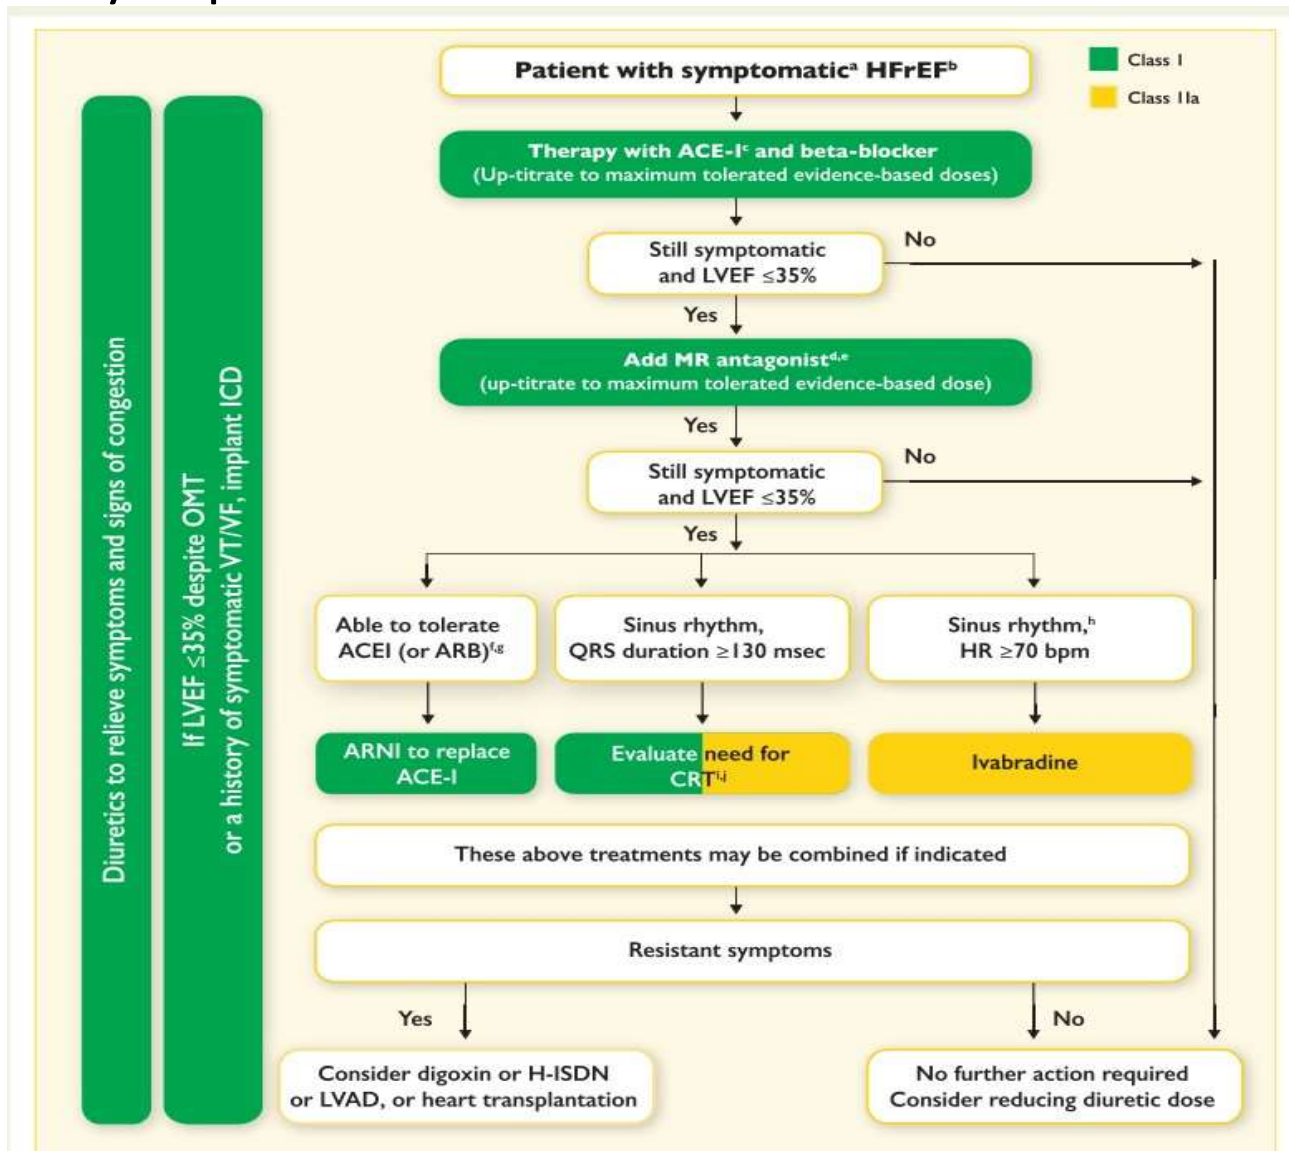 Patient with symptomaticᵃ HFrEFᵇ
Class I
Class IIa
Therapy with ACE-Iᶜ and beta-blocker
(Up-titrate to maximum tolerated evidence-based doses)
Still symptomatic
and LVEF ≤35%
No
Yes
Add MR antagonistᵈ,ᵉ
(up-titrate to maximum tolerated evidence-based dose)
Yes
Still symptomatic
and LVEF ≤35%
No
Yes
Able to tolerate
ACEI (or ARB)ᶠ,ᵍ
Sinus rhythm,
QRS duration ≥130 msec
Sinus rhythm,ʰ
HR ≥70 bpm
ARNI to replace
ACE-I
Evaluate need for
CRTⁱ,ʲ
Ivabradine
These above treatments may be combined if indicated
Resistant symptoms
Yes
No
Consider digoxin or H-ISDN
or LVAD, or heart transplantation
No further action required
Consider reducing diuretic dose
Diuretics to relieve symptoms and signs of congestion
If LVEF ≤35% despite OMT
or a history of symptomatic VT/VF, implant ICD